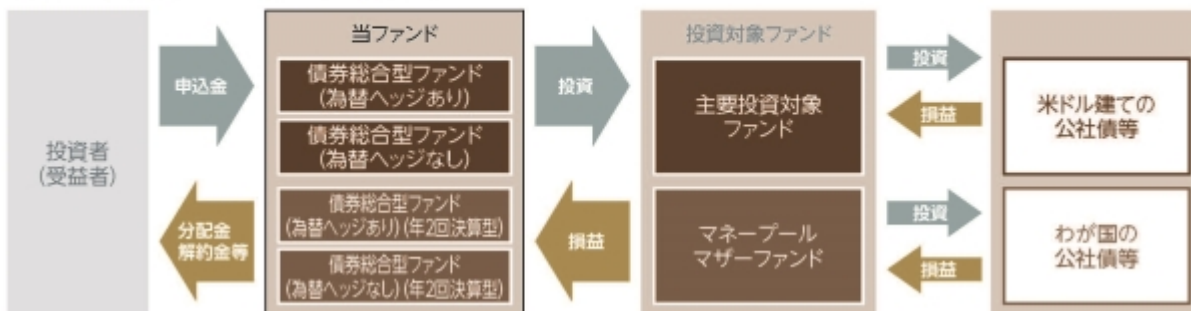 投資者
(受益者)
申込金
分配金
解約金等
当ファンド
債券総合型ファンド
(為替ヘッジあり)
債券総合型ファンド
(為替ヘッジなし)
債券総合型ファンド
(為替ヘッジあり)(年2回決算型)
債券総合型ファンド
(為替ヘッジなし)(年2回決算型)
投資
損益
投資対象ファンド
主要投資対象
ファンド
マネープール
マザーファンド
投資
損益
投資
損益
米ドル建ての
公社債等
わが国の
公社債等